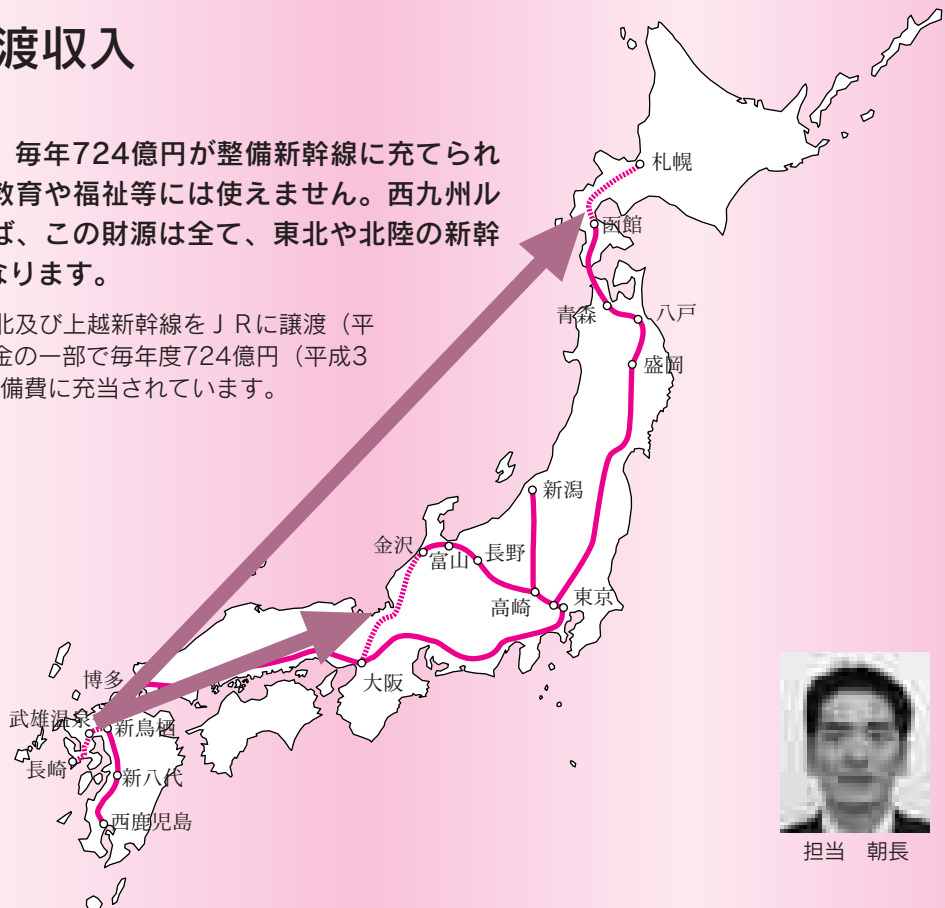 渡収入
毎年724億円が整備新幹線に充てられ
教育や福祉等には使えません。西九州ル
ば、この財源は全て、東北や北陸の新幹
なります。
北及び上越新幹線をＪＲに譲渡（平
金の一部で毎年度724億円（平成3
備費に充当されています。
札幌
函館
青森
八戸
盛岡
新潟
金沢
富山
長野
高崎
東京
大阪
博多
武雄温泉
新鳥栖
長崎
新八代
西鹿児島
担当　朝長